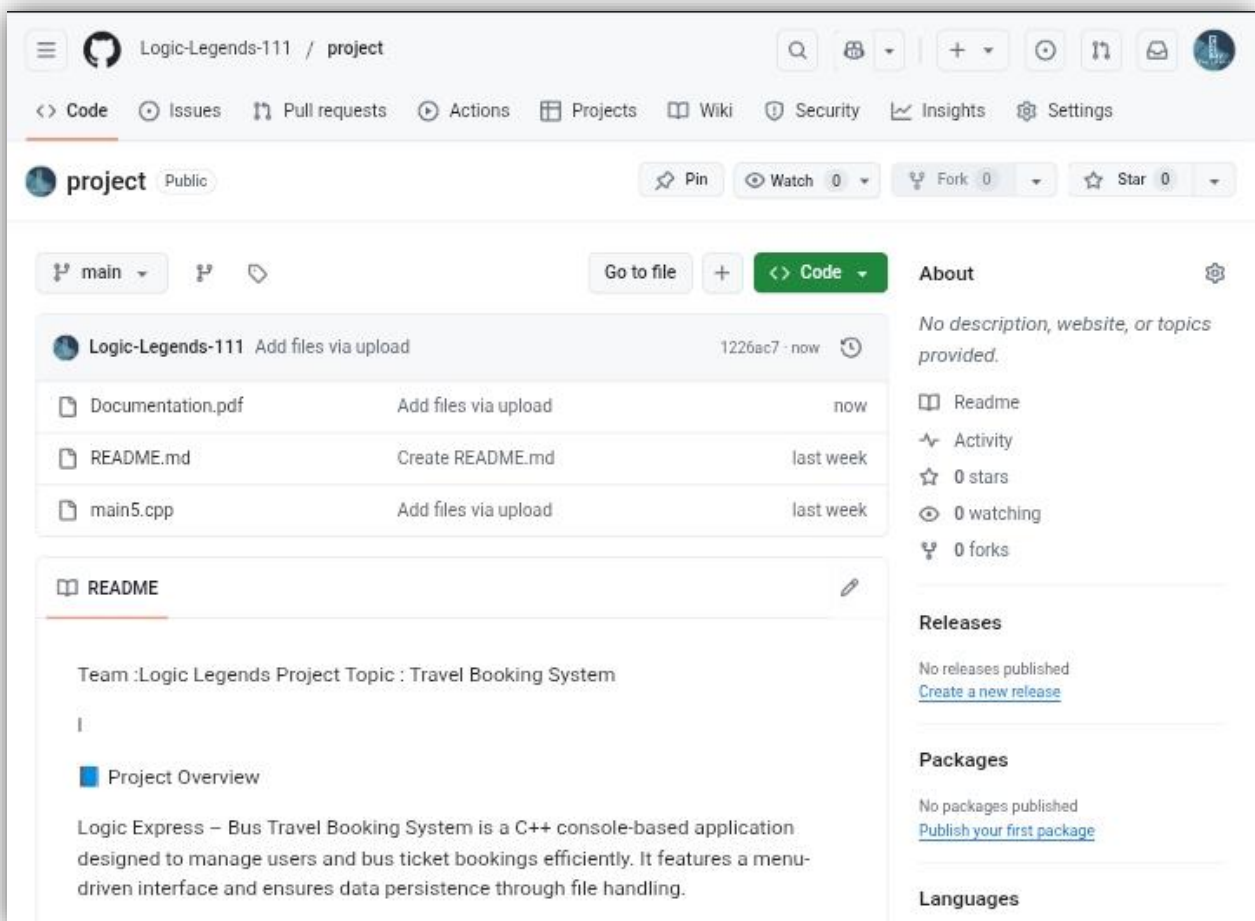 Logic-Legends-111 / project
Code Issues Pull requests Actions Projects Wiki Security Insights Settings
project Public Pin Watch 0 Fork 0 Star 0
main Go to file + Code
Logic-Legends-111 Add files via upload 1226ac7 · now
Documentation.pdf Add files via upload now
README.md Create README.md last week
main5.cpp Add files via upload last week
README
Team :Logic Legends Project Topic : Travel Booking System
l
📘 Project Overview
Logic Express – Bus Travel Booking System is a C++ console-based application
designed to manage users and bus ticket bookings efficiently. It features a menu-
driven interface and ensures data persistence through file handling.
About
No description, website, or topics
provided.
Readme
Activity
0 stars
0 watching
0 forks
Releases
No releases published
Create a new release
Packages
No packages published
Publish your first package
Languages